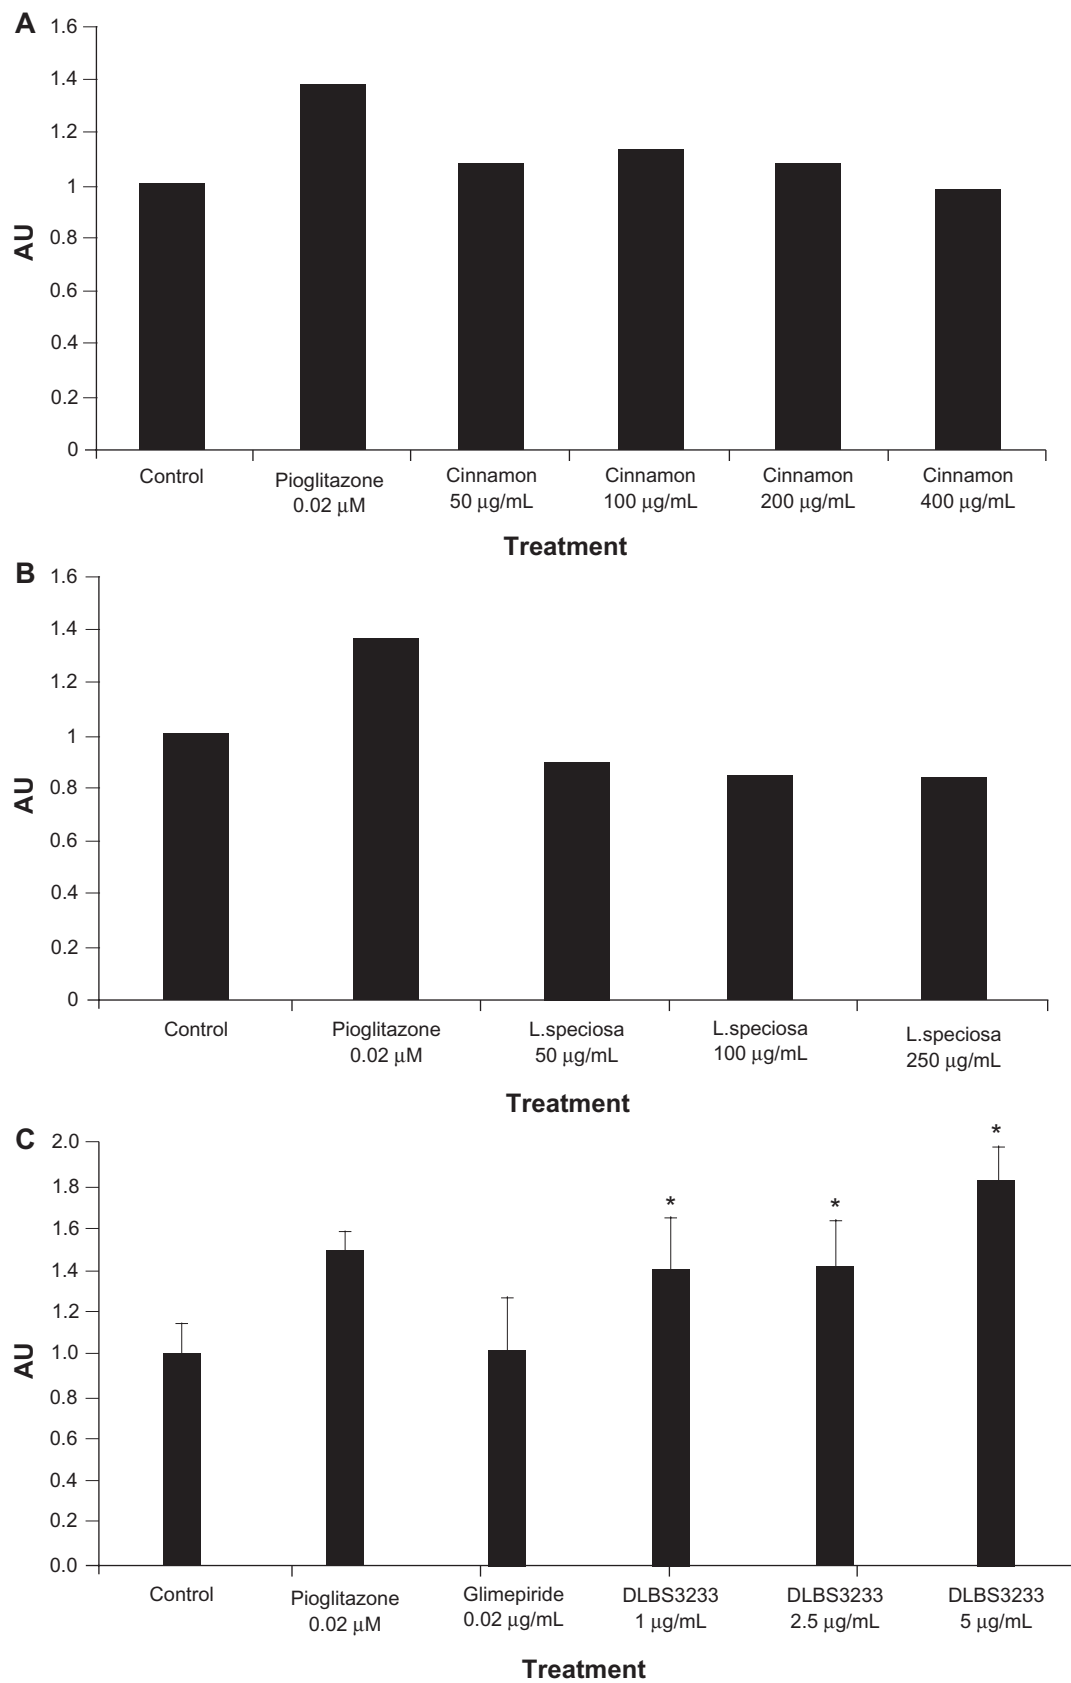 A
1.6
1.4
1.2
1
0.8
0.6
0.4
0.2
0
AU
Control
Pioglitazone
0.02 μM
Cinnamon
50 μg/mL
Cinnamon
100 μg/mL
Cinnamon
200 μg/mL
Cinnamon
400 μg/mL
Treatment
B
1.6
1.4
1.2
1
0.8
0.6
0.4
0.2
0
AU
Control
Pioglitazone
0.02 μM
L.speciosa
50 μg/mL
L.speciosa
100 μg/mL
L.speciosa
250 μg/mL
Treatment
C
2.0
1.8
1.6
1.4
1.2
1.0
0.8
0.6
0.4
0.2
0.0
AU
*
*
*
Control
Pioglitazone
0.02 μM
Glimepiride
0.02 μg/mL
DLBS3233
1 μg/mL
DLBS3233
2.5 μg/mL
DLBS3233
5 μg/mL
Treatment